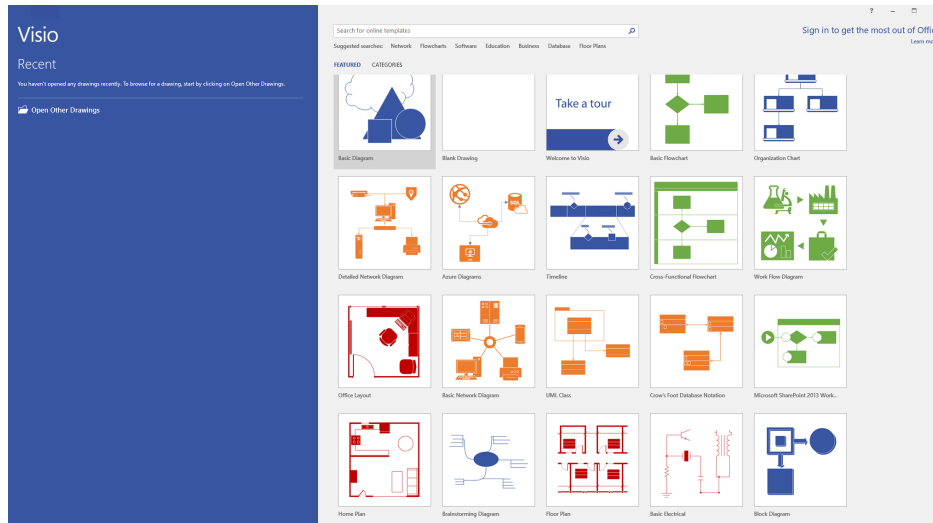 Visio
Recent
You haven't opened any drawings recently. To browse for a drawing, start by clicking on Open Other Drawings.
Open Other Drawings
?
Sign in to get the most out of Offi
Learn mo
Search for online templates
Suggested searches: Network Flowcharts Software Education Business Database Floor Plans
FEATURED CATEGORIES
Take a tour
Basic Diagram Blank Drawing Welcome to Visio Basic Flowchart Organization Chart
SQL
Detailed Network Diagram Azure Diagrams Timeline Cross-Functional Flowchart Work Flow Diagram
Office Layout Basic Network Diagram UML Class Crow's Foot Database Notation Microsoft SharePoint 2013 Work...
Home Plan Brainstorming Diagram Floor Plan Basic Electrical Block Diagram